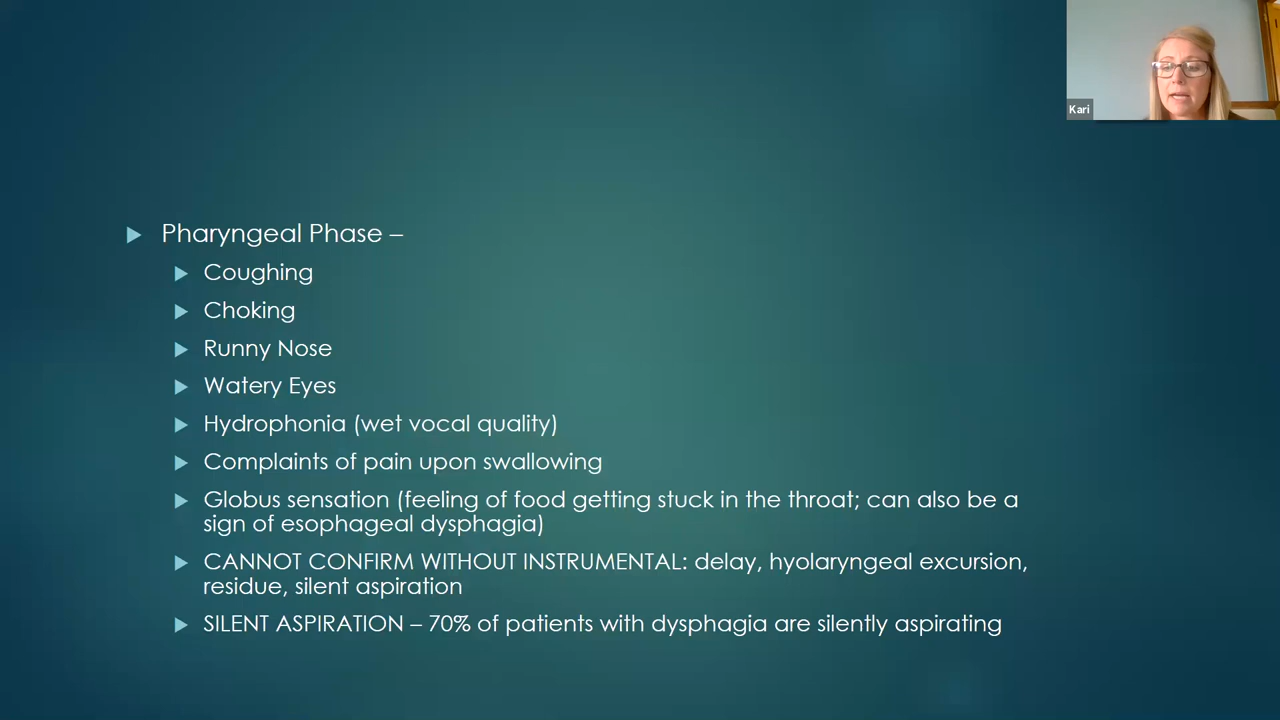 Kari
Pharyngeal Phase –
Coughing
Choking
Runny Nose
Watery Eyes
Hydrophonia (wet vocal quality)
Complaints of pain upon swallowing
Globus sensation (feeling of food getting stuck in the throat; can also be a
sign of esophageal dysphagia)
CANNOT CONFIRM WITHOUT INSTRUMENTAL: delay, hyolaryngeal excursion,
residue, silent aspiration
SILENT ASPIRATION – 70% of patients with dysphagia are silently aspirating